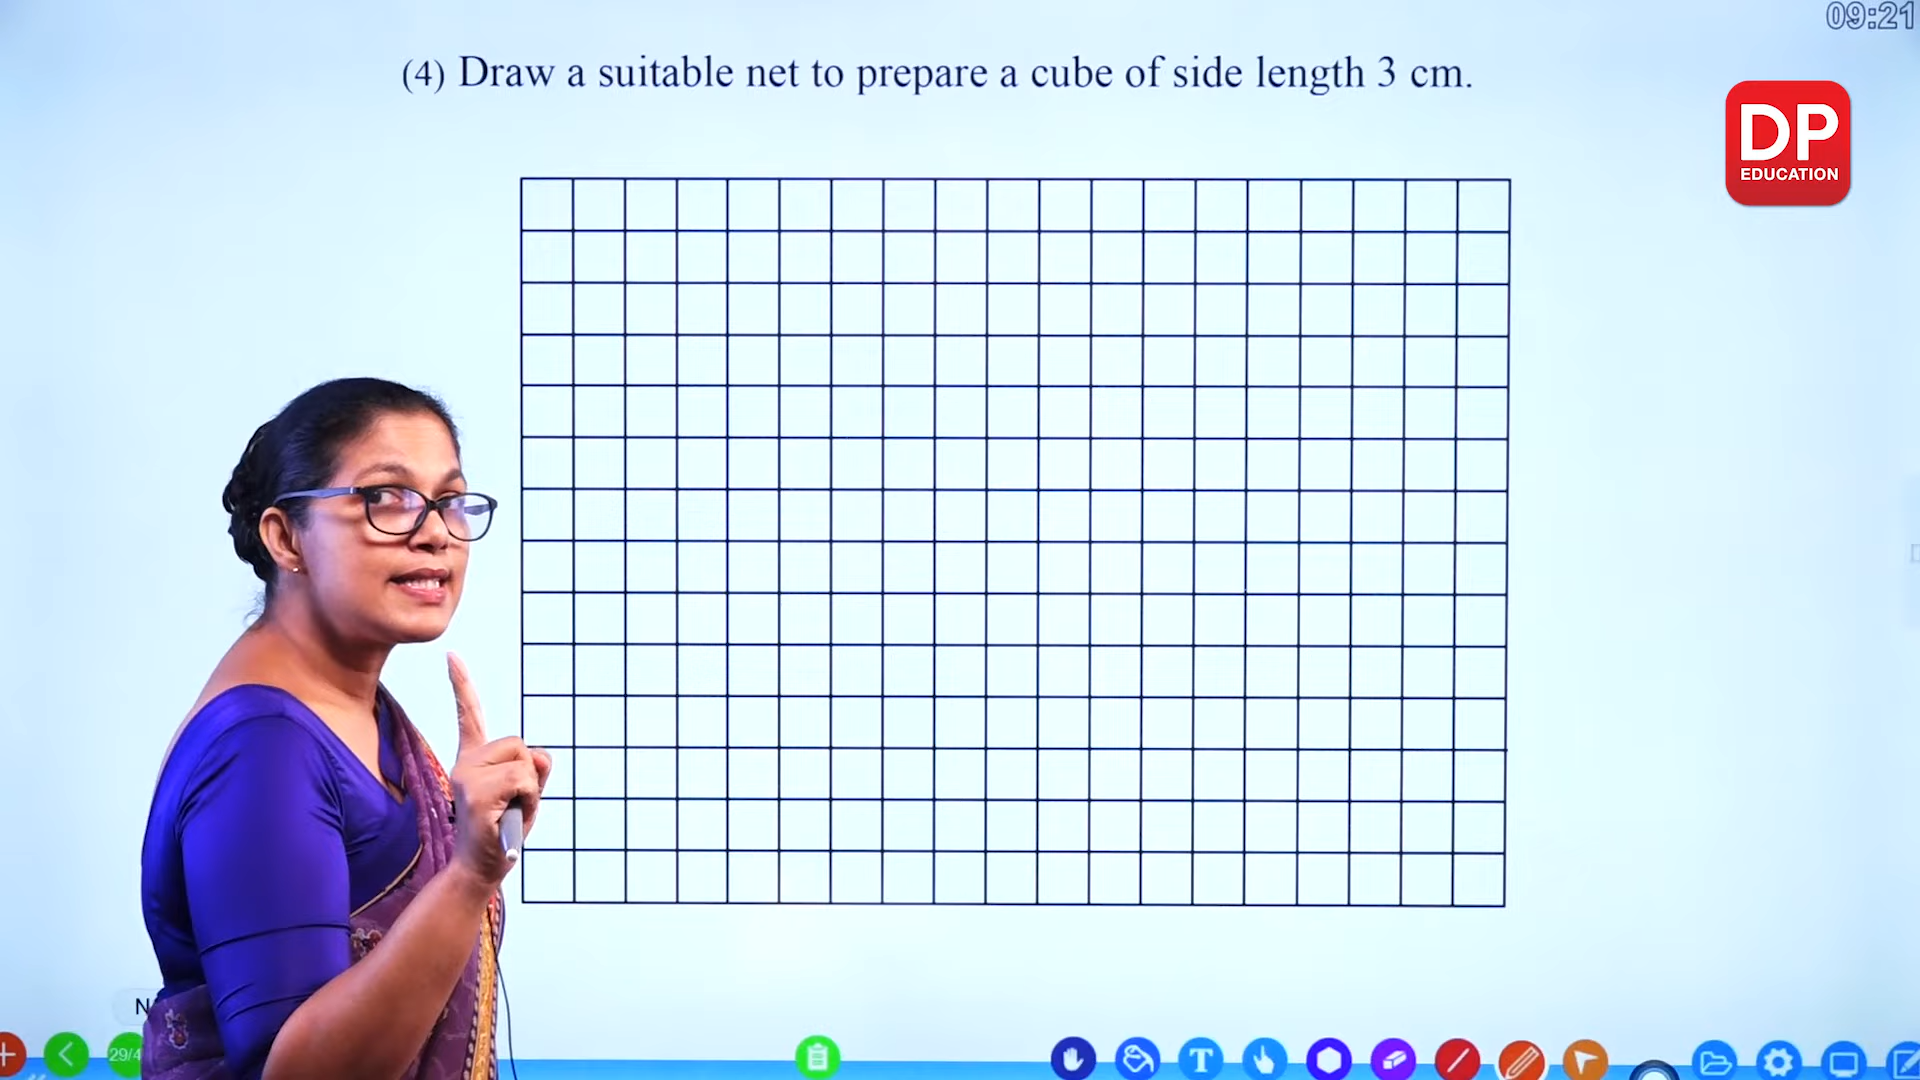 09:21
(4) Draw a suitable net to prepare a cube of side length 3 cm.
DP
EDUCATION
N
29/4
T